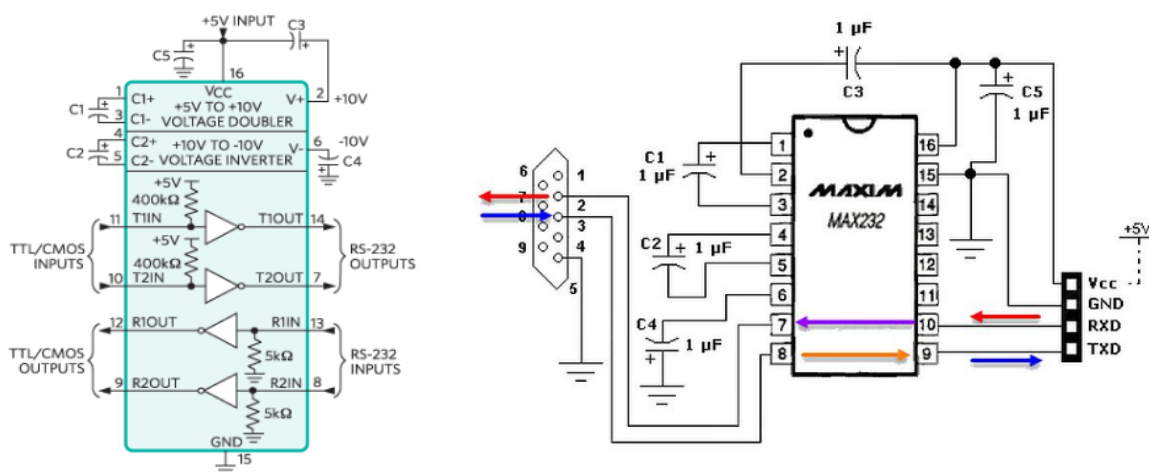 +5V INPUT
C3
C5
16
VCC
1
C1+
V+
2
+10V
C1
+5V TO +10V
3
C1-
VOLTAGE DOUBLER
4
C2+
+10V TO -10V
V-
6
-10V
C2
5
C2-
VOLTAGE INVERTER
C4
+5V
400kΩ
11
T1IN
T1OUT
14
TTL/CMOS
INPUTS
+5V
400kΩ
RS-232
OUTPUTS
10
T2IN
T2OUT
7
12
R1OUT
R1IN
13
TTL/CMOS
OUTPUTS
5kΩ
RS-232
INPUTS
9
R2OUT
R2IN
8
5kΩ
GND
15
1 µF
C3
C5
1 µF
1
16
C1
1 µF
2
15
3
14
MAXIM
MAX232
4
13
C2
1 µF
5
12
6
11
C4
1 µF
7
10
8
9
6
1
7
2
8
3
9
4
5
+5V
Vcc
GND
RXD
TXD